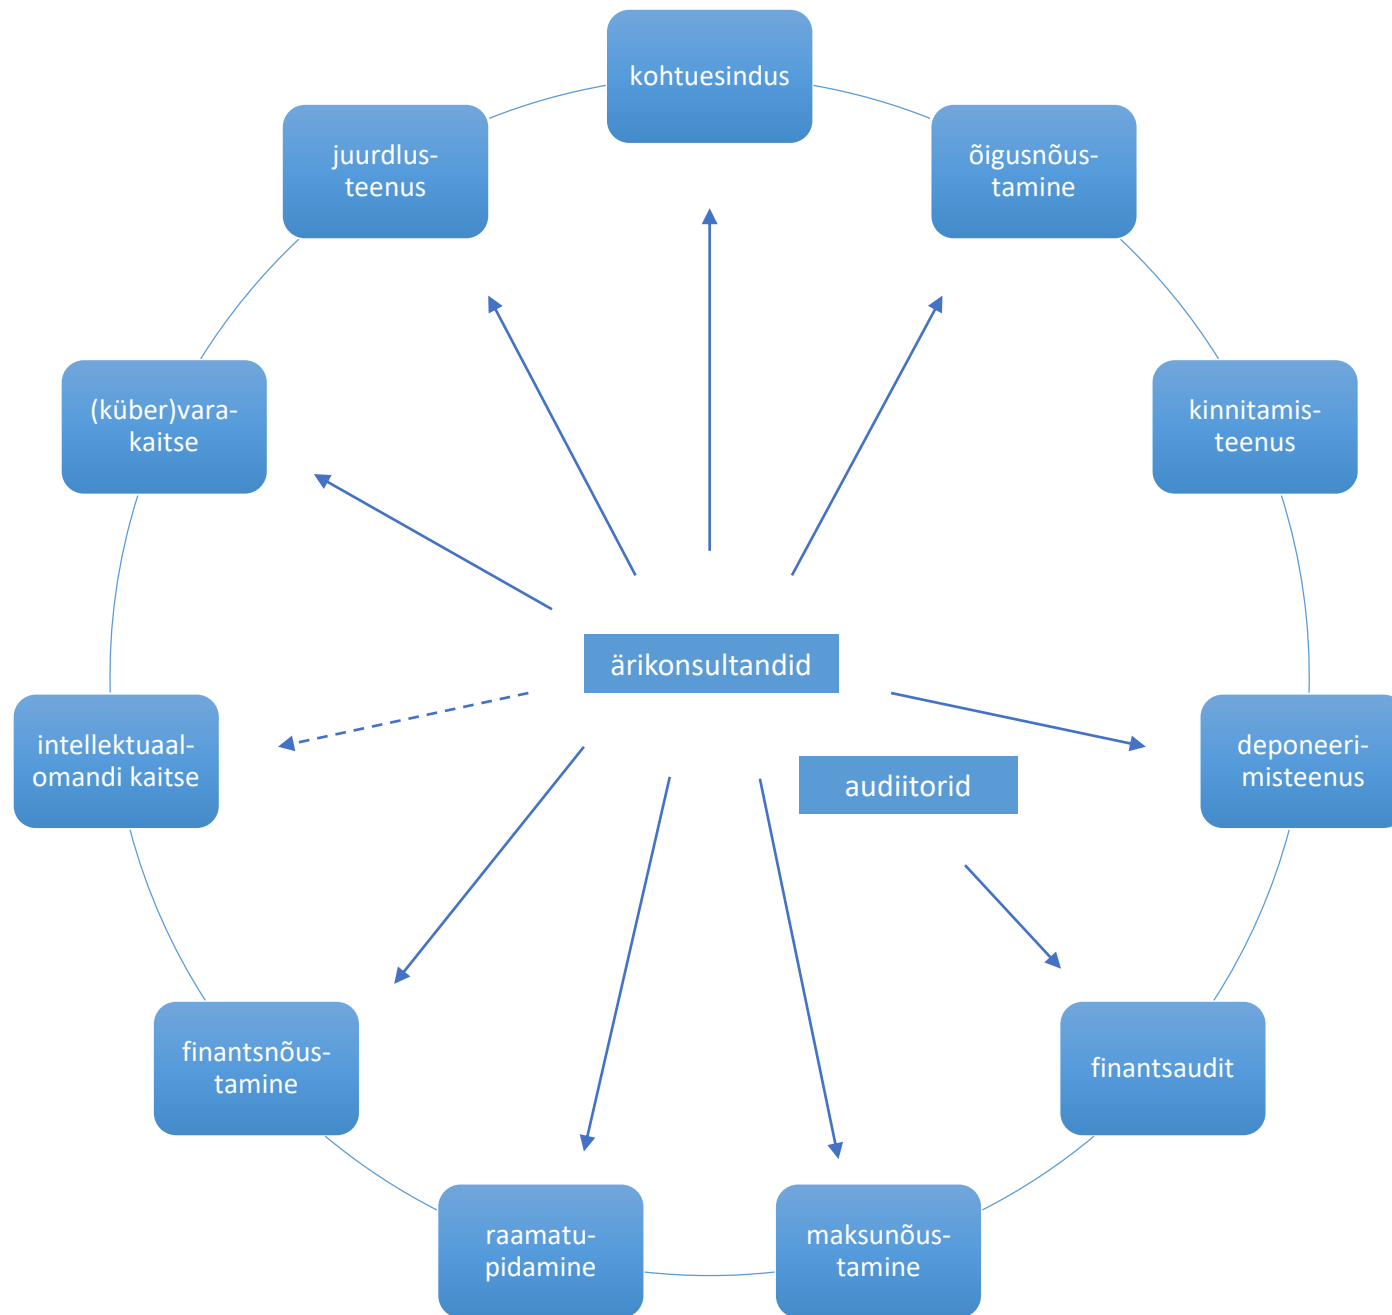 kohtuesindus
juurdlus-
teenus
õigusnõus-
tamine
(küber)vara-
kaitse
kinnitamis-
teenus
ärikonsultandid
intellektuaal-
omandi kaitse
deponeeri-
misteenus
audiitorid
finantsnõus-
tamine
finantsaudit
raamatu-
pidamine
maksunõus-
tamine